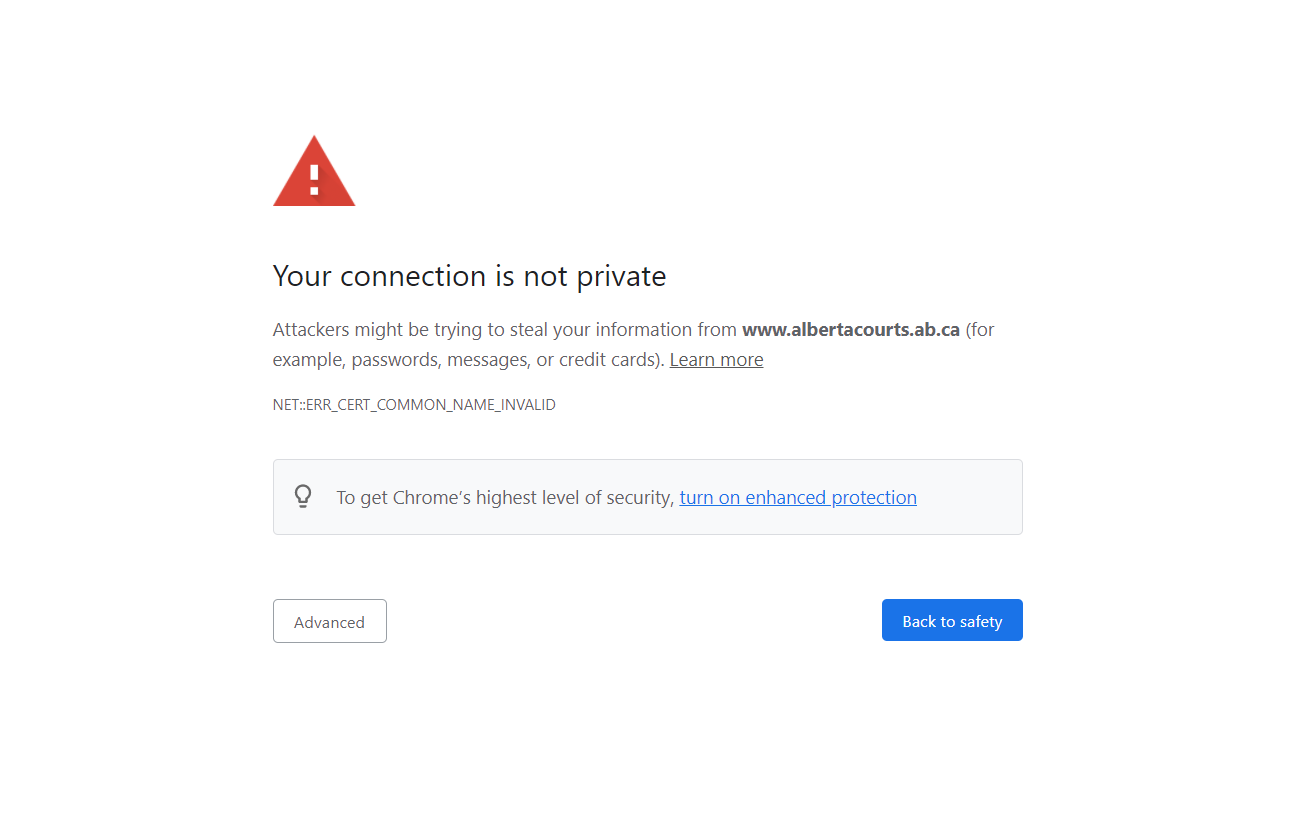 Your connection is not private
Attackers might be trying to steal your information from www.albertacourts.ab.ca (for
example, passwords, messages, or credit cards). Learn more
NET::ERR_CERT_COMMON_NAME_INVALID
To get Chrome’s highest level of security, turn on enhanced protection
Advanced
Back to safety